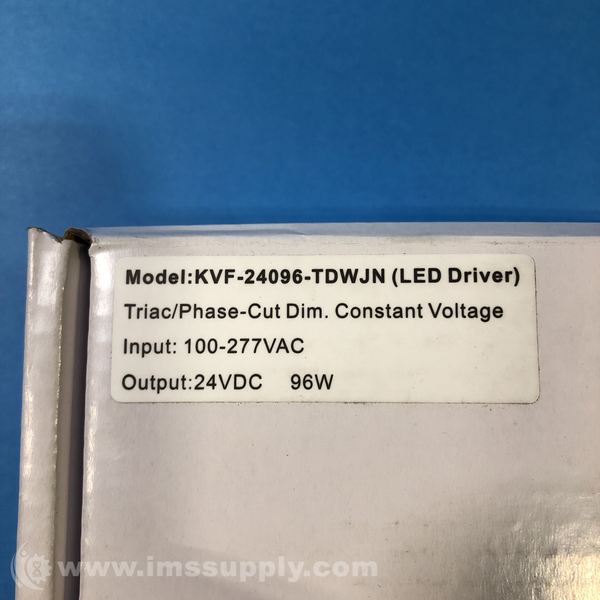 Model:KVF-24096-TDWJN (LED Driver)
Triac/Phase-Cut Dim. Constant Voltage
Input: 100-277VAC
Output:24VDC 96W
www.imssupply.com